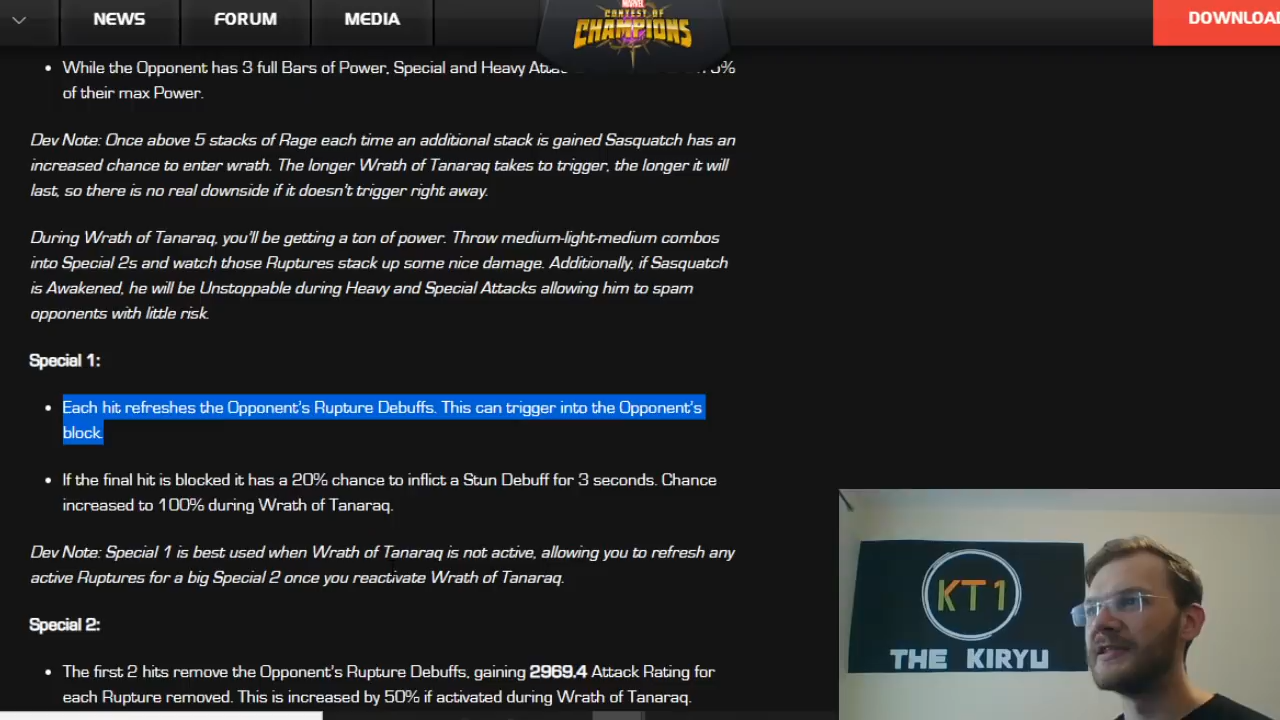 NEWS FORUM MEDIA
MARVEL
CONTEST OF
CHAMPIONS
While the Opponent has 3 full Bars of Power, Special and Heavy
of their max Power.
Dev Note: Once above 5 stacks of Rage each time an additional stack is gained Sasquatch has an
increased chance to enter wrath. The longer Wrath of Tanaraq takes to trigger, the longer it will
last, so there is no real downside if it doesn't trigger right away.
During Wrath of Tanaraq, you'll be getting a ton of power. Throw medium-light-medium combos
into Special 2s and watch those Ruptures stack up some nice damage. Additionally, if Sasquatch
is Awakened, he will be Unstoppable during Heavy and Special Attacks allowing him to spam
opponents with little risk.
Special 1:
Each hit refreshes the Opponent's Rupture Debuffs. This can trigger into the Opponent's
block.
If the final hit is blocked it has a 20% chance to inflict a Stun Debuff for 3 seconds. Chance
increased to 100% during Wrath of Tanaraq.
Dev Note: Special 1 is best used when Wrath of Tanaraq is not active, allowing you to refresh any
active Ruptures for a big Special 2 once you reactivate Wrath of Tanaraq.
Special 2:
The first 2 hits remove the Opponent's Rupture Debuffs, gaining 2969.4 Attack Rating for
each Rupture removed. This is increased by 50% if activated during Wrath of Tanaraq.
DOWNLOA
KT1
THE KIRYU